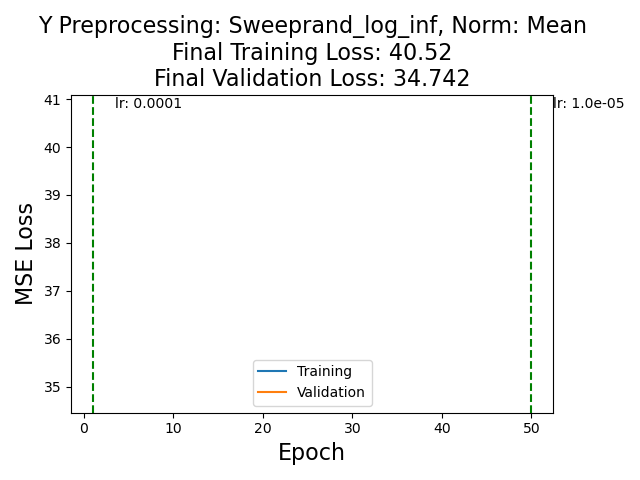 Y Preprocessing: Sweeprand_log_inf, Norm: Mean
Final Training Loss: 40.52
Final Validation Loss: 34.742
lr: 0.0001
lr: 1.0e-05
41
40
39
38
37
36
35
MSE Loss
Training
Validation
0 10 20 30 40 50
Epoch